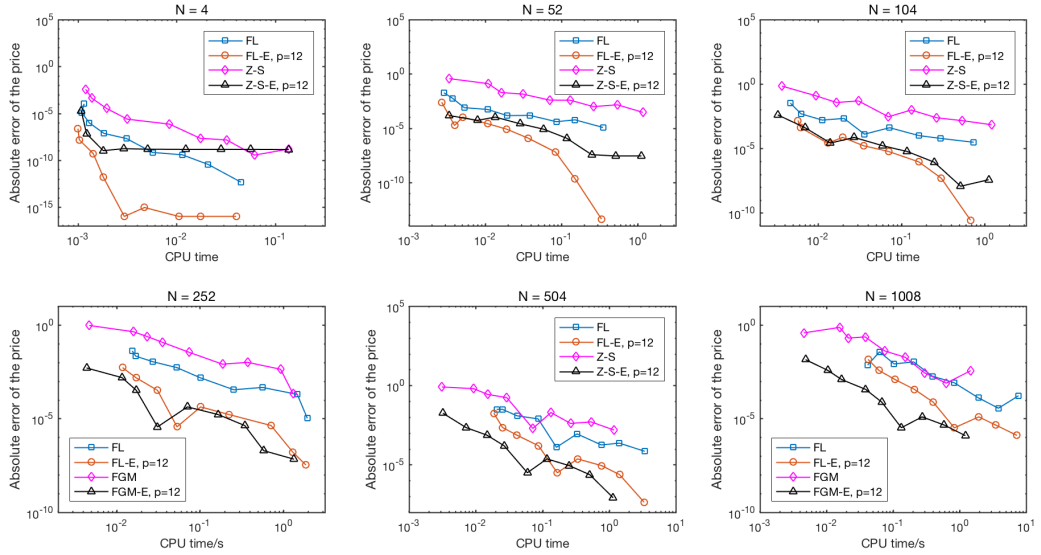 N = 4
10^5
10^0
10^-5
10^-10
10^-15
10^-3
10^-2
10^-1
Absolute error of the price
CPU time
FL
FL-E, p=12
Z-S
Z-S-E, p=12
N = 52
10^5
10^0
10^-5
10^-10
10^-3
10^-2
10^-1
10^0
10^1
Absolute error of the price
CPU time
FL
FL-E, p=12
Z-S
Z-S-E, p=12
N = 104
10^5
10^0
10^-5
10^-10
10^-3
10^-2
10^-1
10^0
10^1
Absolute error of the price
CPU time
FL
FL-E, p=12
Z-S
Z-S-E, p=12
N = 252
10^0
10^-5
10^-10
10^-2
10^-1
10^0
Absolute error of the price
CPU time/s
FL
FL-E, p=12
FGM
FGM-E, p=12
N = 504
10^5
10^0
10^-5
10^-3
10^-2
10^-1
10^0
10^1
Absolute error of the price
CPU time
FL
FL-E, p=12
Z-S
Z-S-E, p=12
N = 1008
10^0
10^-5
10^-10
10^-3
10^-2
10^-1
10^0
10^1
Absolute error of the price
CPU time/s
FL
FL-E, p=12
FGM
FGM-E, p=12